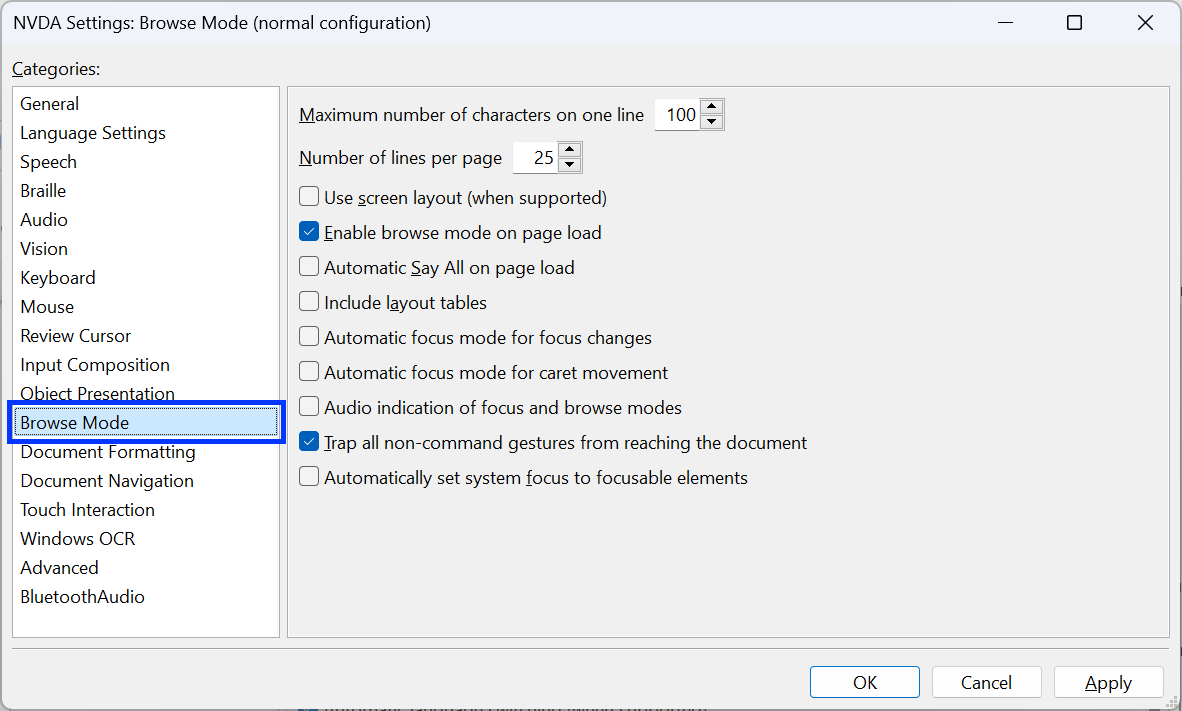 NVDA Settings: Browse Mode (normal configuration)
Categories:
General
Language Settings
Speech
Braille
Audio
Vision
Keyboard
Mouse
Review Cursor
Input Composition
Object Presentation
Browse Mode
Document Formatting
Document Navigation
Touch Interaction
Windows OCR
Advanced
BluetoothAudio
Maximum number of characters on one line 100
Number of lines per page 25
Use screen layout (when supported)
Enable browse mode on page load
Automatic Say All on page load
Include layout tables
Automatic focus mode for focus changes
Automatic focus mode for caret movement
Audio indication of focus and browse modes
Trap all non-command gestures from reaching the document
Automatically set system focus to focusable elements
OK Cancel Apply